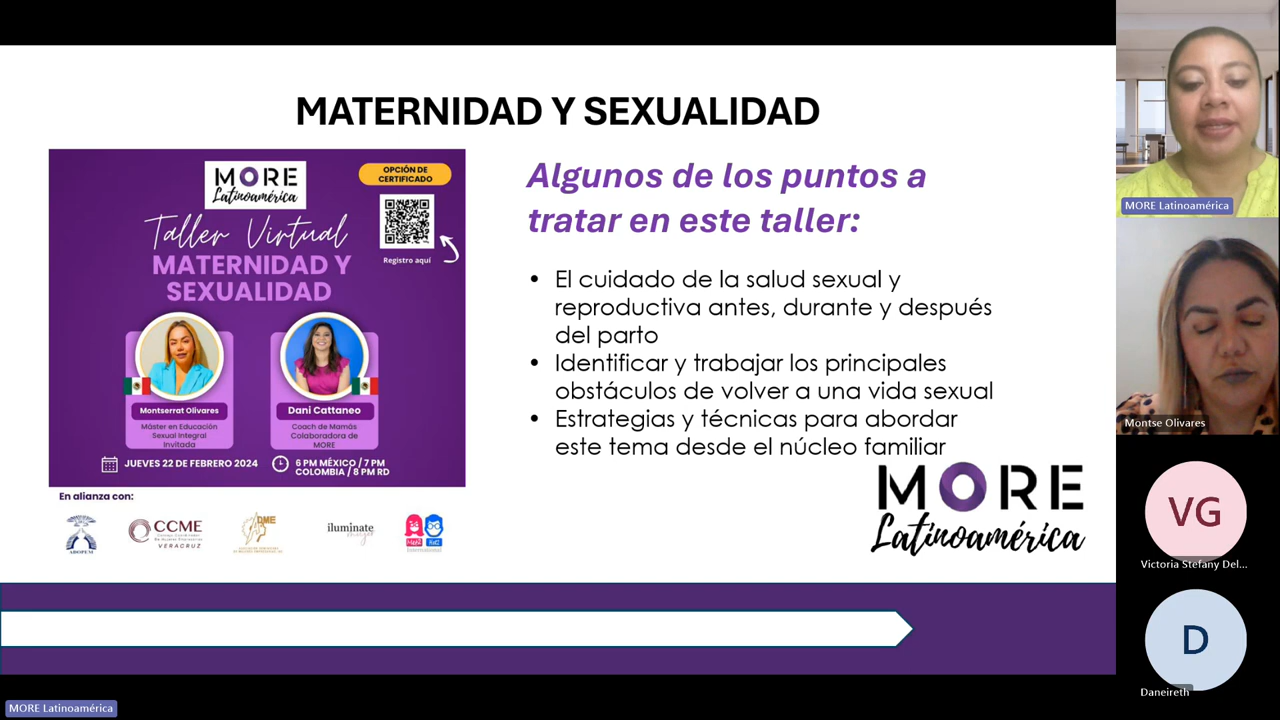 MATERNIDAD Y SEXUALIDAD
MORE
Latinoamérica
OPCIÓN DE
CERTIFICADO
Registro aquí
Taller Virtual
MATERNIDAD Y
SEXUALIDAD
Montserrat Olivares
Máster en Educación
Sexual Integral
Invitada
Dani Cattaneo
Coach de Mamás
Colaboradora de
MORE
JUEVES 22 DE FEBRERO 2024
6 PM MÉXICO / 7 PM
COLOMBIA / 8 PM RD
En alianza con:
CCME
VERACRUZ
DME
iluminate
International
Algunos de los puntos a
tratar en este taller:
• El cuidado de la salud sexual y
reproductiva antes, durante y después
del parto
• Identificar y trabajar los principales
obstáculos de volver a una vida sexual
• Estrategias y técnicas para abordar
este tema desde el núcleo familiar
MORE
Latinoamérica
MORE Latinoamérica
Montse Olivares
VG
Victoria Stefany Del...
D
Daneireth
MORE Latinoamérica